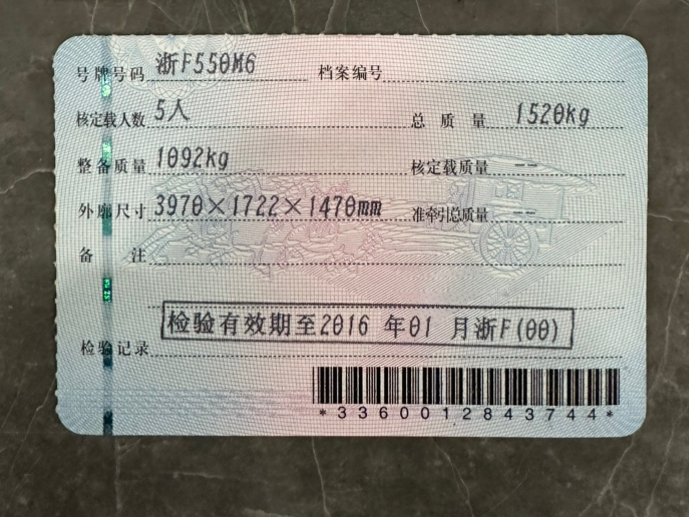 号牌号码 浙F550M6 档案编号
核定载人数 5人 总质量 1520kg
整备质量 1092kg 核定载质量 --
外廓尺寸 3970×1722×1470mm 准牵引总质量 --
备注
检验有效期至2016 年01 月浙F(00)
检验记录
*3360012843744*